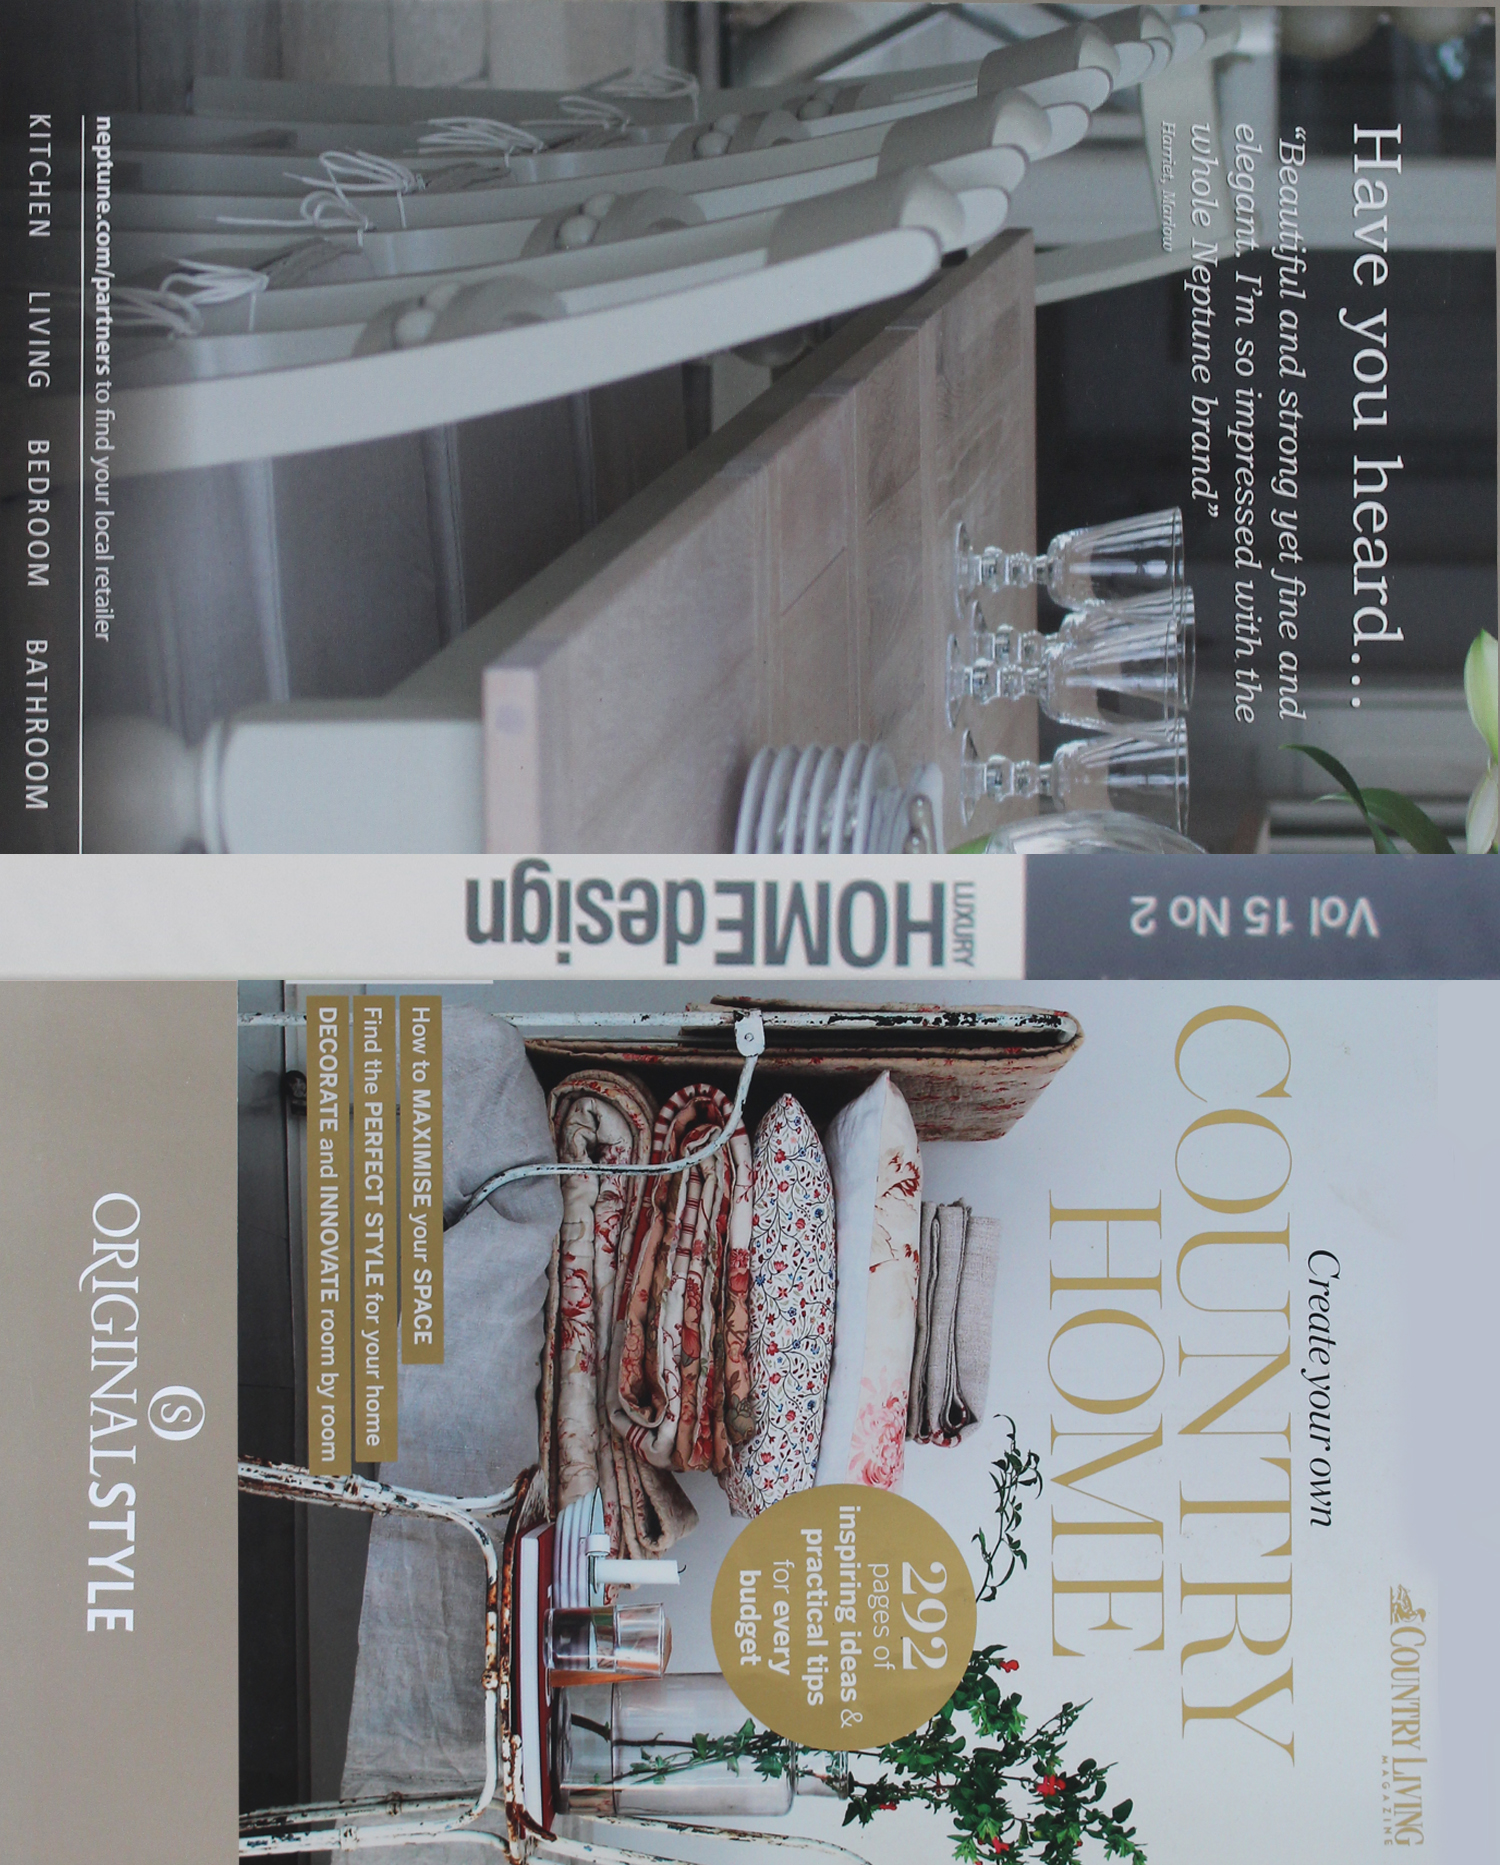 Have you heard...
“Beautiful and strong yet fine and
elegant. I'm so impressed with the
whole Neptune brand”
Harriet, Marlow
neptune.com/partners to find your local retailer
KITCHEN LIVING BEDROOM BATHROOM
LUXURY
HOMEdesign
Vol 15 No 2
COUNTRY LIVING
MAGAZINE
Create your own
COUNTRY
HOME
292
pages of
inspiring ideas &
practical tips
for every
budget
How to MAXIMISE your SPACE
Find the PERFECT STYLE for your home
DECORATE and INNOVATE room by room
S
ORIGINAL STYLE